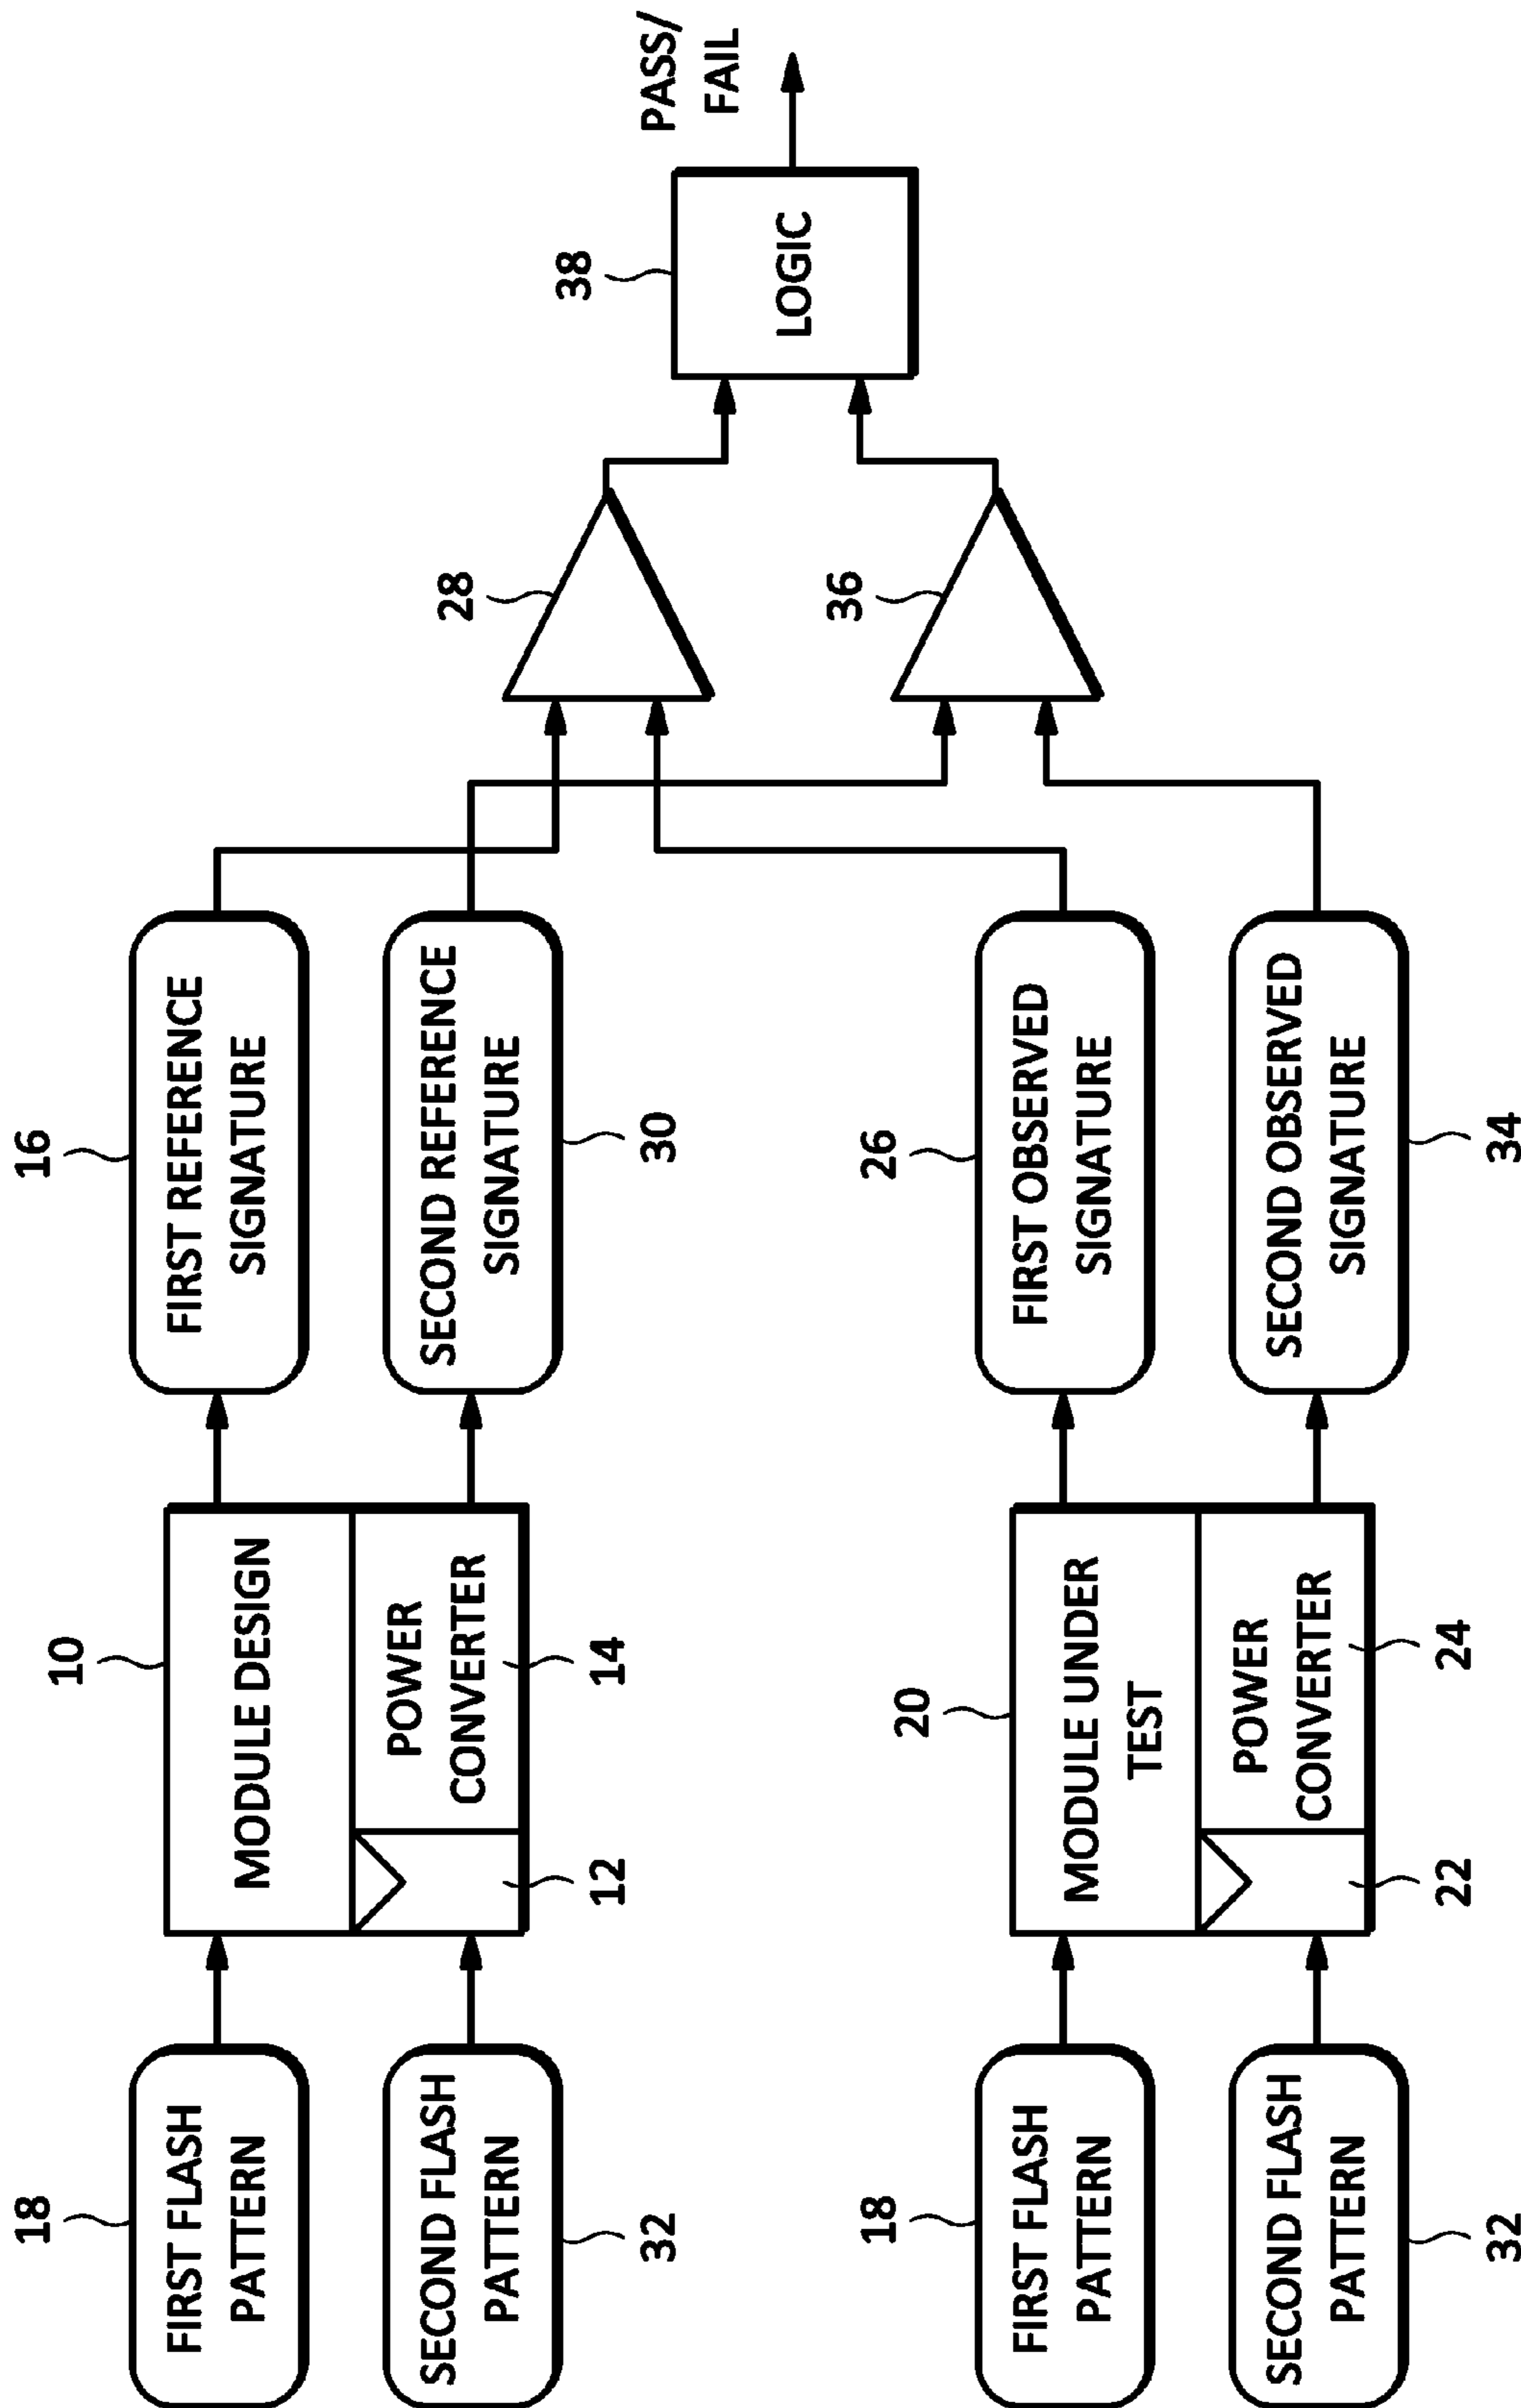 18
FIRST FLASH
PATTERN
SECOND FLASH
PATTERN
32
10
MODULE DESIGN
POWER
CONVERTER
12
14
16
FIRST REFERENCE
SIGNATURE
SECOND REFERENCE
SIGNATURE
30
18
FIRST FLASH
PATTERN
SECOND FLASH
PATTERN
32
20
MODULE UNDER
TEST
POWER
CONVERTER
22
24
26
FIRST OBSERVED
SIGNATURE
SECOND OBSERVED
SIGNATURE
34
28
36
38
LOGIC
PASS/
FAIL